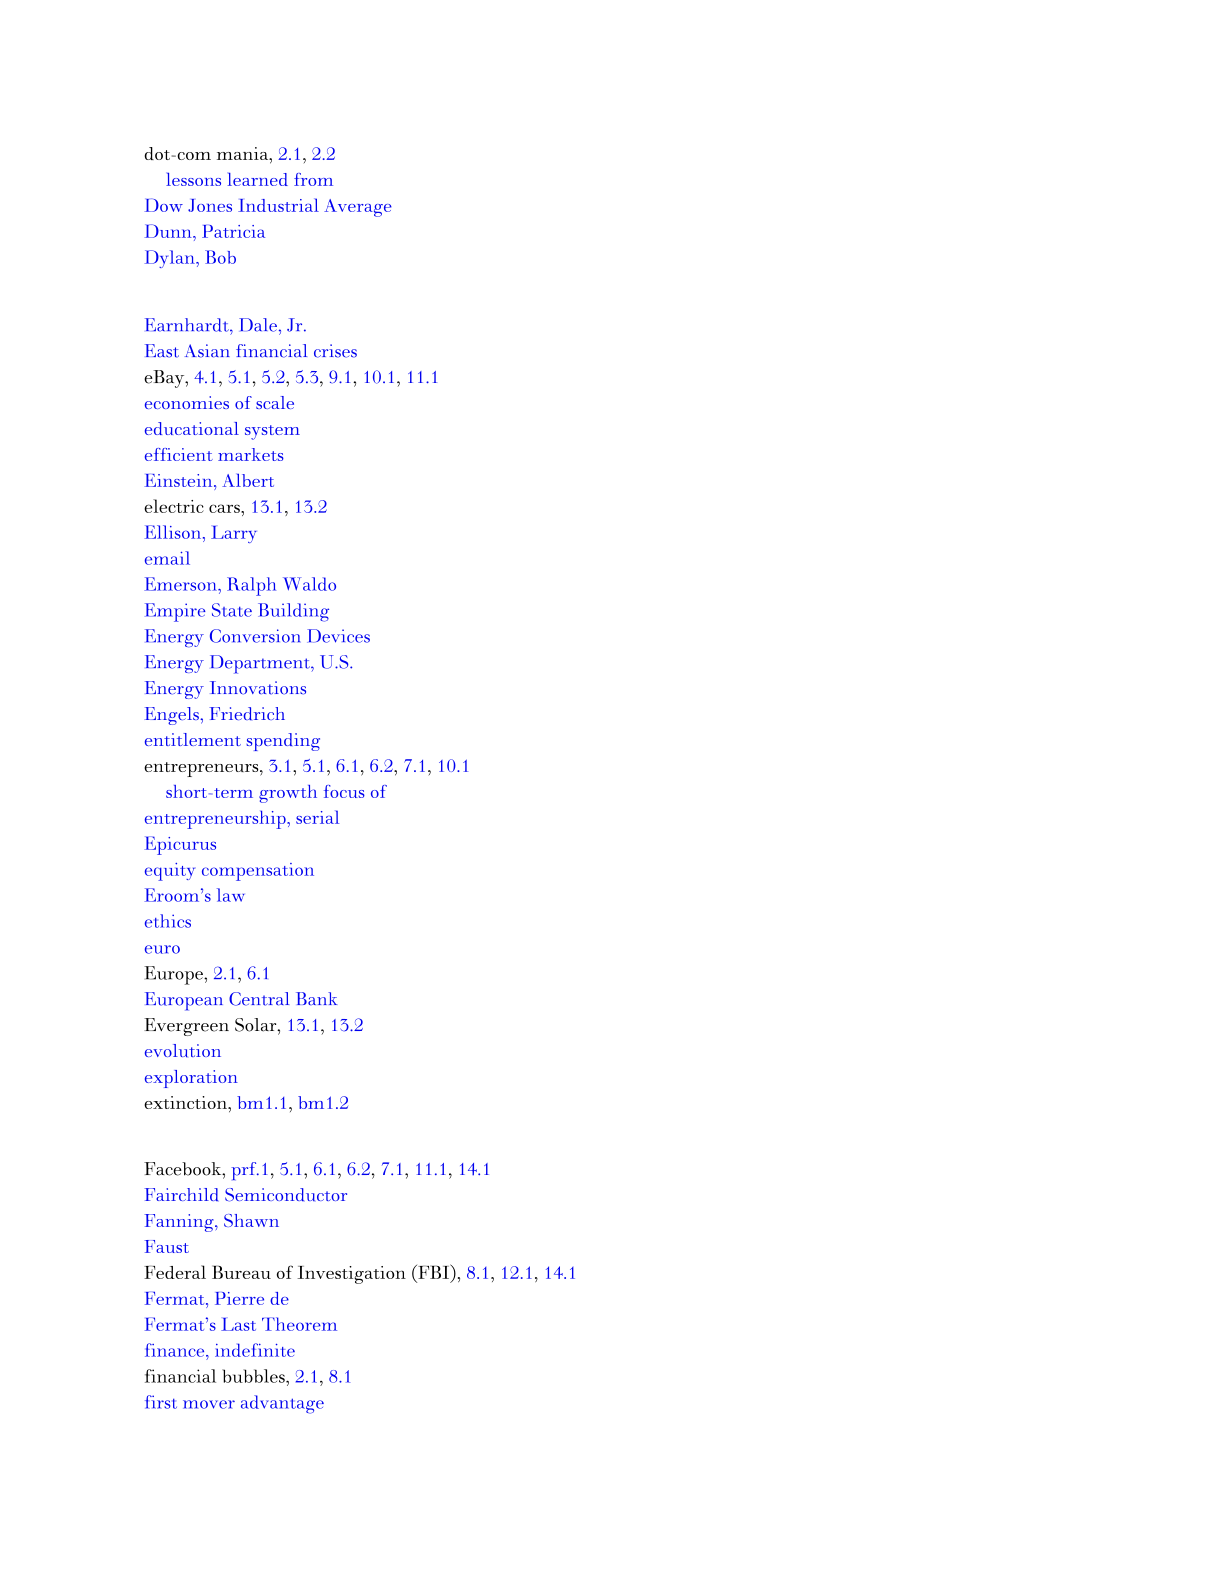 dot-com mania, 2.1, 2.2
lessons learned from
Dow Jones Industrial Average
Dunn, Patricia
Dylan, Bob
Earnhardt, Dale, Jr.
East Asian financial crises
eBay, 4.1, 5.1, 5.2, 5.3, 9.1, 10.1, 11.1
economies of scale
educational system
efficient markets
Einstein, Albert
electric cars, 13.1, 13.2
Ellison, Larry
email
Emerson, Ralph Waldo
Empire State Building
Energy Conversion Devices
Energy Department, U.S.
Energy Innovations
Engels, Friedrich
entitlement spending
entrepreneurs, 3.1, 5.1, 6.1, 6.2, 7.1, 10.1
short-term growth focus of
entrepreneurship, serial
Epicurus
equity compensation
Eroom’s law
ethics
euro
Europe, 2.1, 6.1
European Central Bank
Evergreen Solar, 13.1, 13.2
evolution
exploration
extinction, bm1.1, bm1.2
Facebook, prf.1, 5.1, 6.1, 6.2, 7.1, 11.1, 14.1
Fairchild Semiconductor
Fanning, Shawn
Faust
Federal Bureau of Investigation (FBI), 8.1, 12.1, 14.1
Fermat, Pierre de
Fermat’s Last Theorem
finance, indefinite
financial bubbles, 2.1, 8.1
first mover advantage